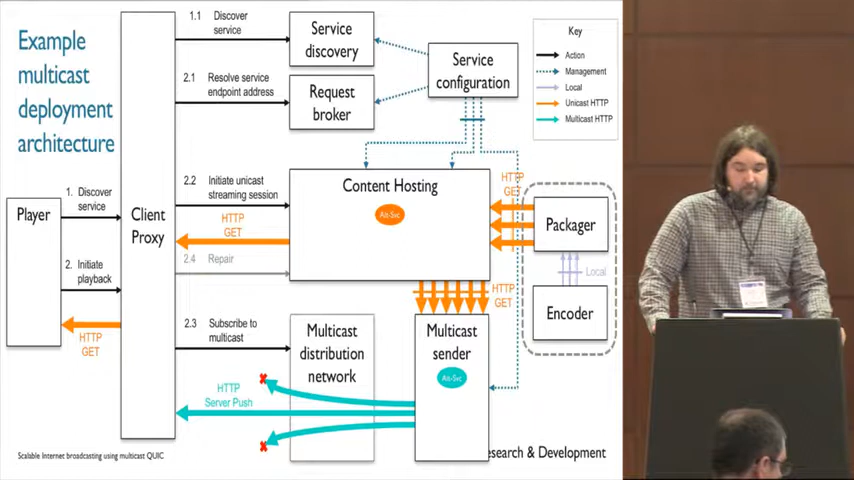 Example
multicast
deployment
architecture
Player
1. Discover
service
2. Initiate
playback
HTTP
GET
Client
Proxy
1.1 Discover
service
2.1 Resolve service
endpoint address
2.2 Initiate unicast
streaming session
HTTP
GET
2.4 Repair
2.3 Subscribe to
multicast
HTTP
Server Push
Service
discovery
Request
broker
Service
configuration
Content Hosting
Alt-Svc
HTTP
GET
Packager
Local
Encoder
HTTP
GET
Multicast
distribution
network
Multicast
sender
Alt-Svc
Key
Action
Management
Local
Unicast HTTP
Multicast HTTP
Scalable Internet broadcasting using multicast QUIC
esearch & Development